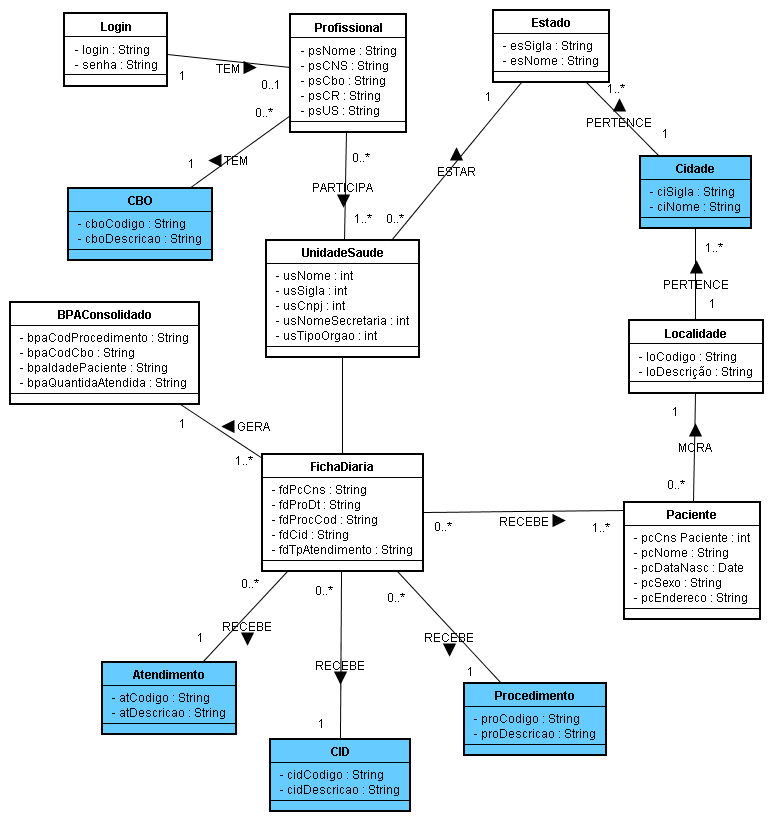 Login
- login : String
- senha : String
1
TEM
0..1
Profissional
- psNome : String
- psCNS : String
- psCbo : String
- psCR : String
- psUS : String
Estado
- esSigla : String
- esNome : String
1..*
1
PERTENCE
1
0..*
TEM
1
0..*
PARTICIPA
1..*
ESTAR
0..*
CBO
- cboCodigo : String
- cboDescricao : String
Cidade
- ciSigla : String
- ciNome : String
1..*
PERTENCE
1
UnidadeSaude
- usNome : int
- usSigla : int
- usCnpj : int
- usNomeSecretaria : int
- usTipoOrgao : int
BPAConsolidado
- bpaCodProcedimento : String
- bpaCodCbo : String
- bpaIdadePaciente : String
- bpaQuantidaAtendida : String
Localidade
- loCodigo : String
- loDescrição : String
1
GERA
1..*
1
MORA
0..*
FichaDiaria
- fdPcCns : String
- fdProDt : String
- fdProcCod : String
- fdCid : String
- fdTpAtendimento : String
0..*
RECEBE
1..*
Paciente
- pcCns Paciente : int
- pcNome : String
- pcDataNasc : Date
- pcSexo : String
- pcEndereco : String
0..*
RECEBE
1
0..*
RECEBE
1
0..*
RECEBE
1
Atendimento
- atCodigo : String
- atDescricao : String
Procedimento
- proCodigo : String
- proDescricao : String
CID
- cidCodigo : String
- cidDescricao : String